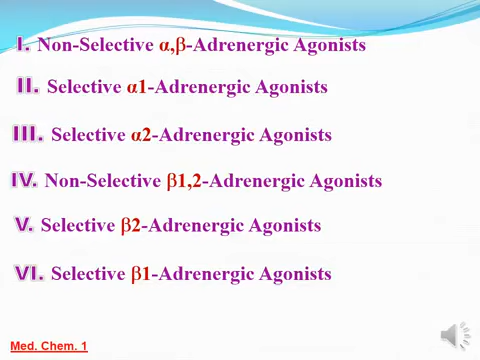 I. Non-Selective α,β-Adrenergic Agonists
II. Selective α1-Adrenergic Agonists
III. Selective α2-Adrenergic Agonists
IV. Non-Selective β1,2-Adrenergic Agonists
V. Selective β2-Adrenergic Agonists
VI. Selective β1-Adrenergic Agonists
Med. Chem. 1